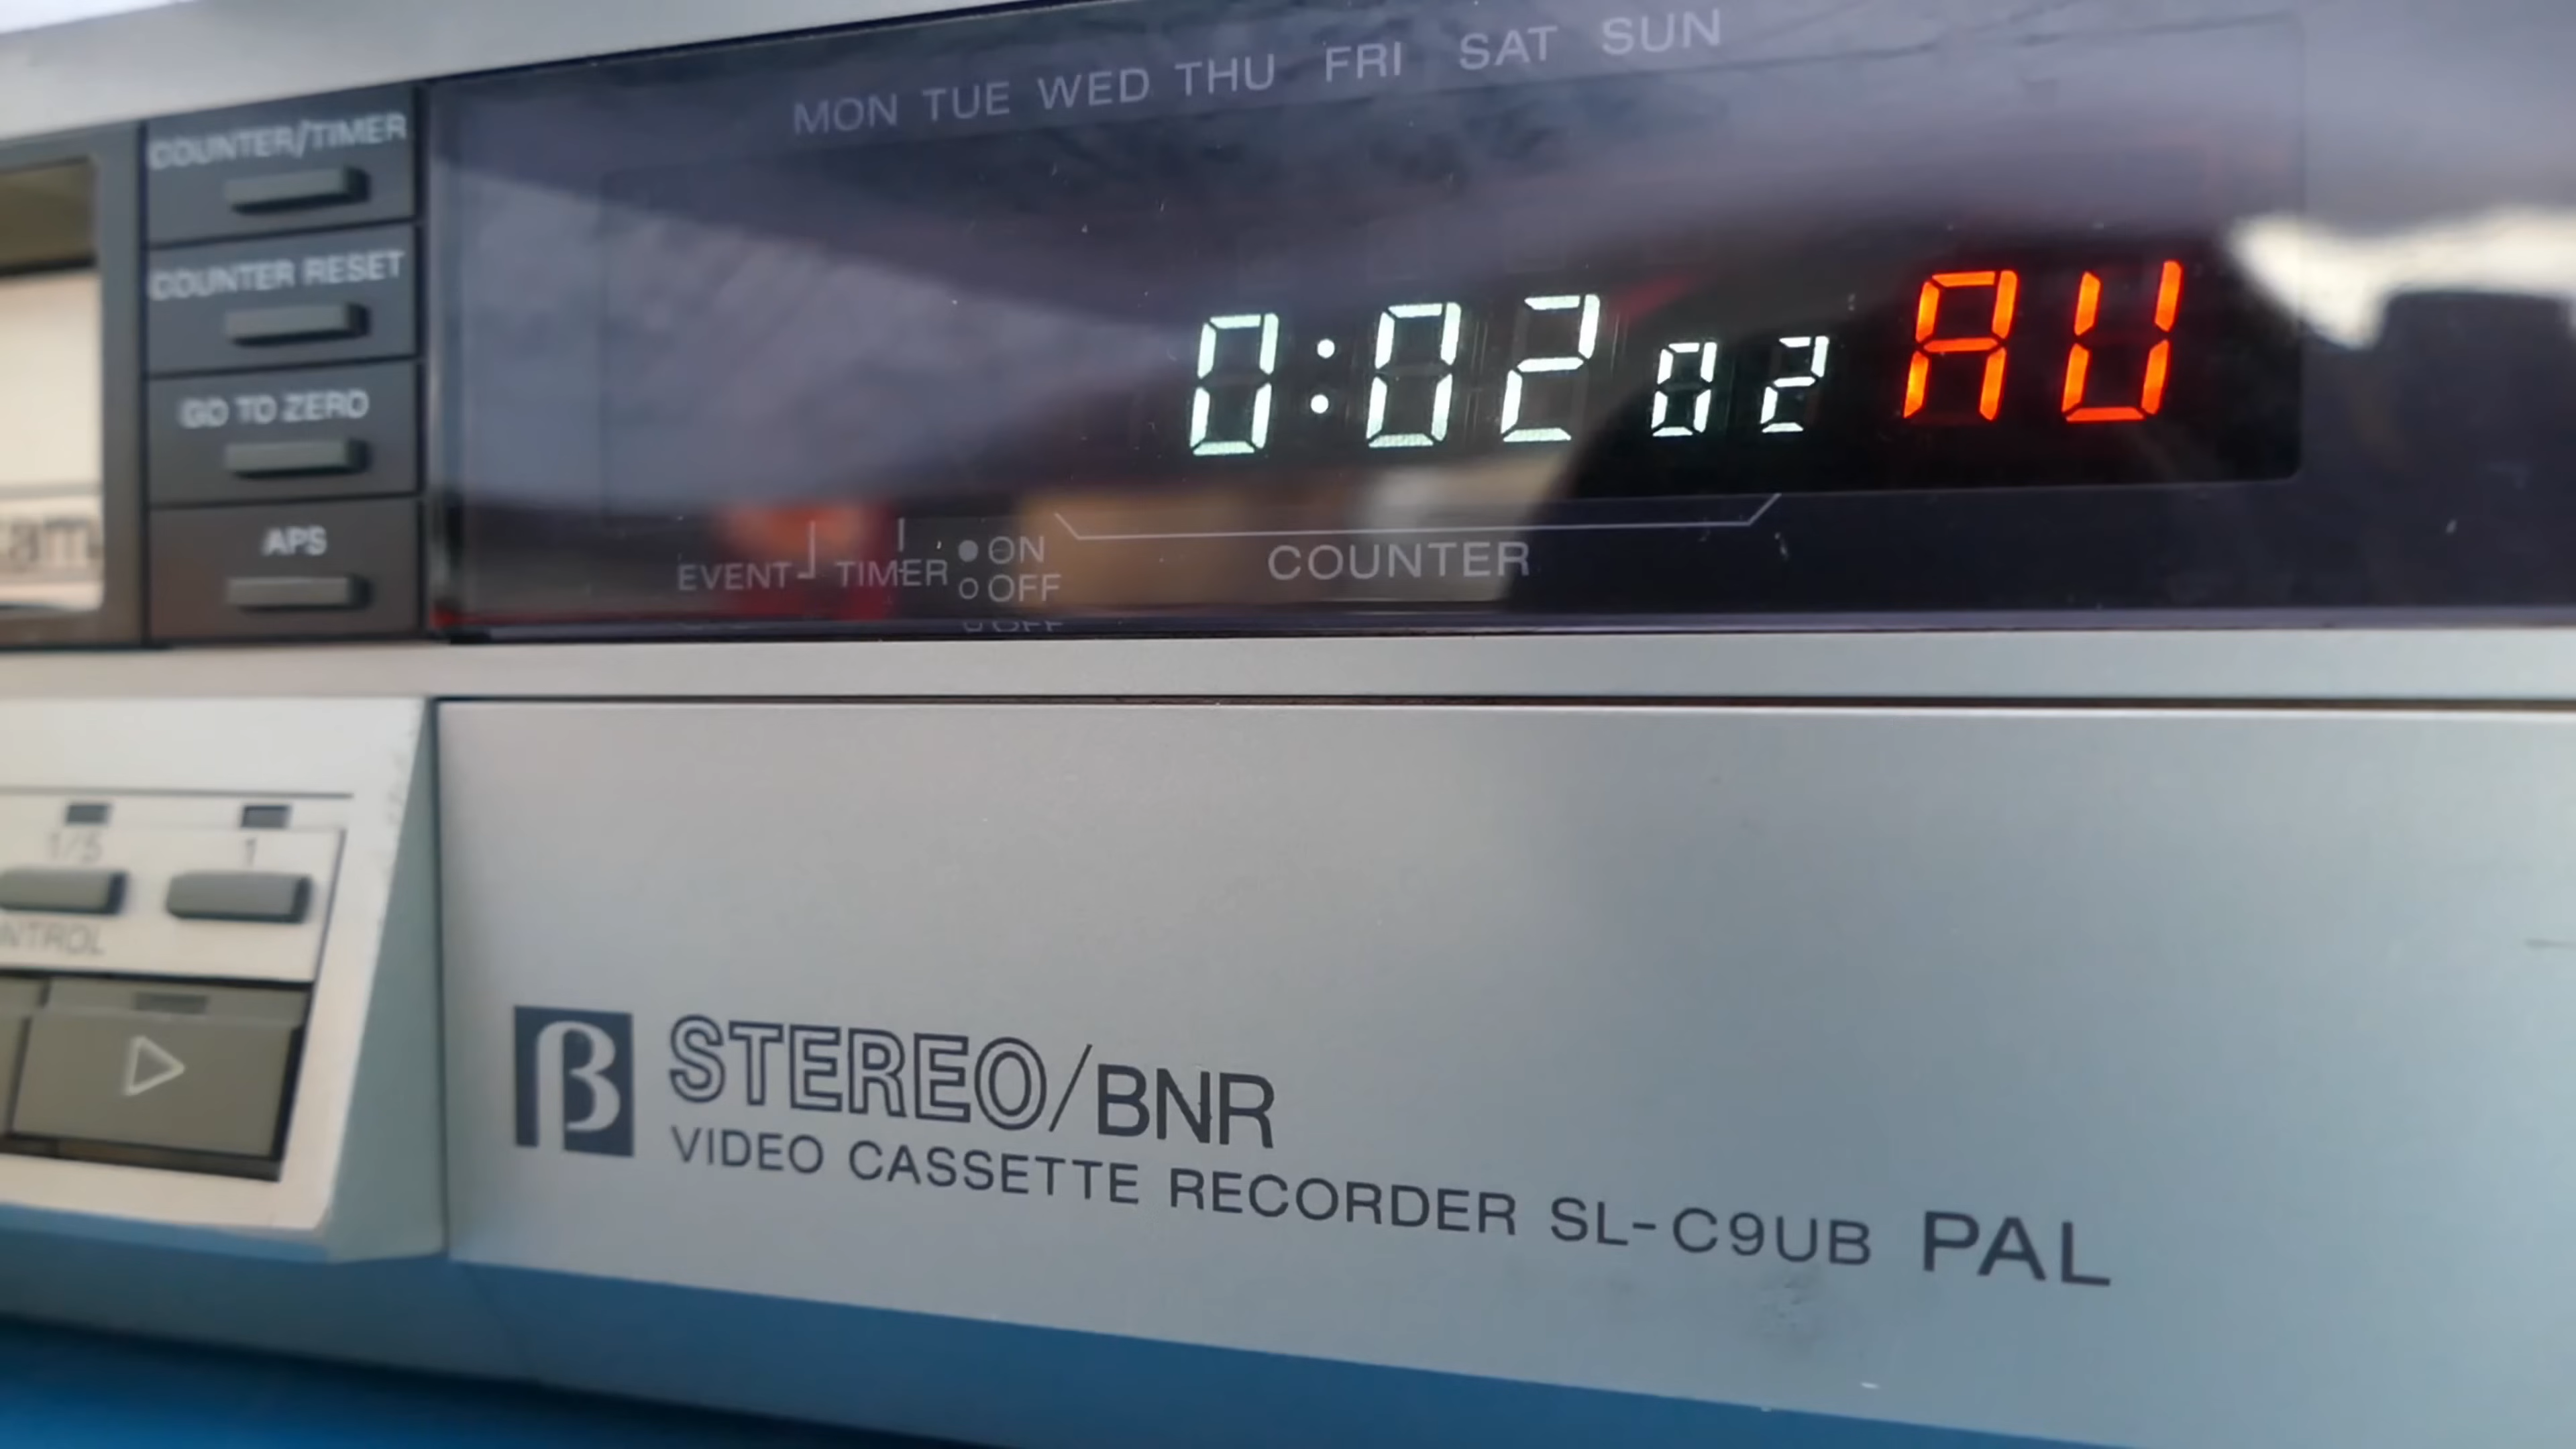 MON TUE WED THU FRI SAT SUN
COUNTER/TIMER
COUNTER RESET
GO TO ZERO
APS
0:02 02 AU
EVENT TIMER ON
OFF
COUNTER
1/5 1
β STEREO/BNR
VIDEO CASSETTE RECORDER SL-C9UB PAL